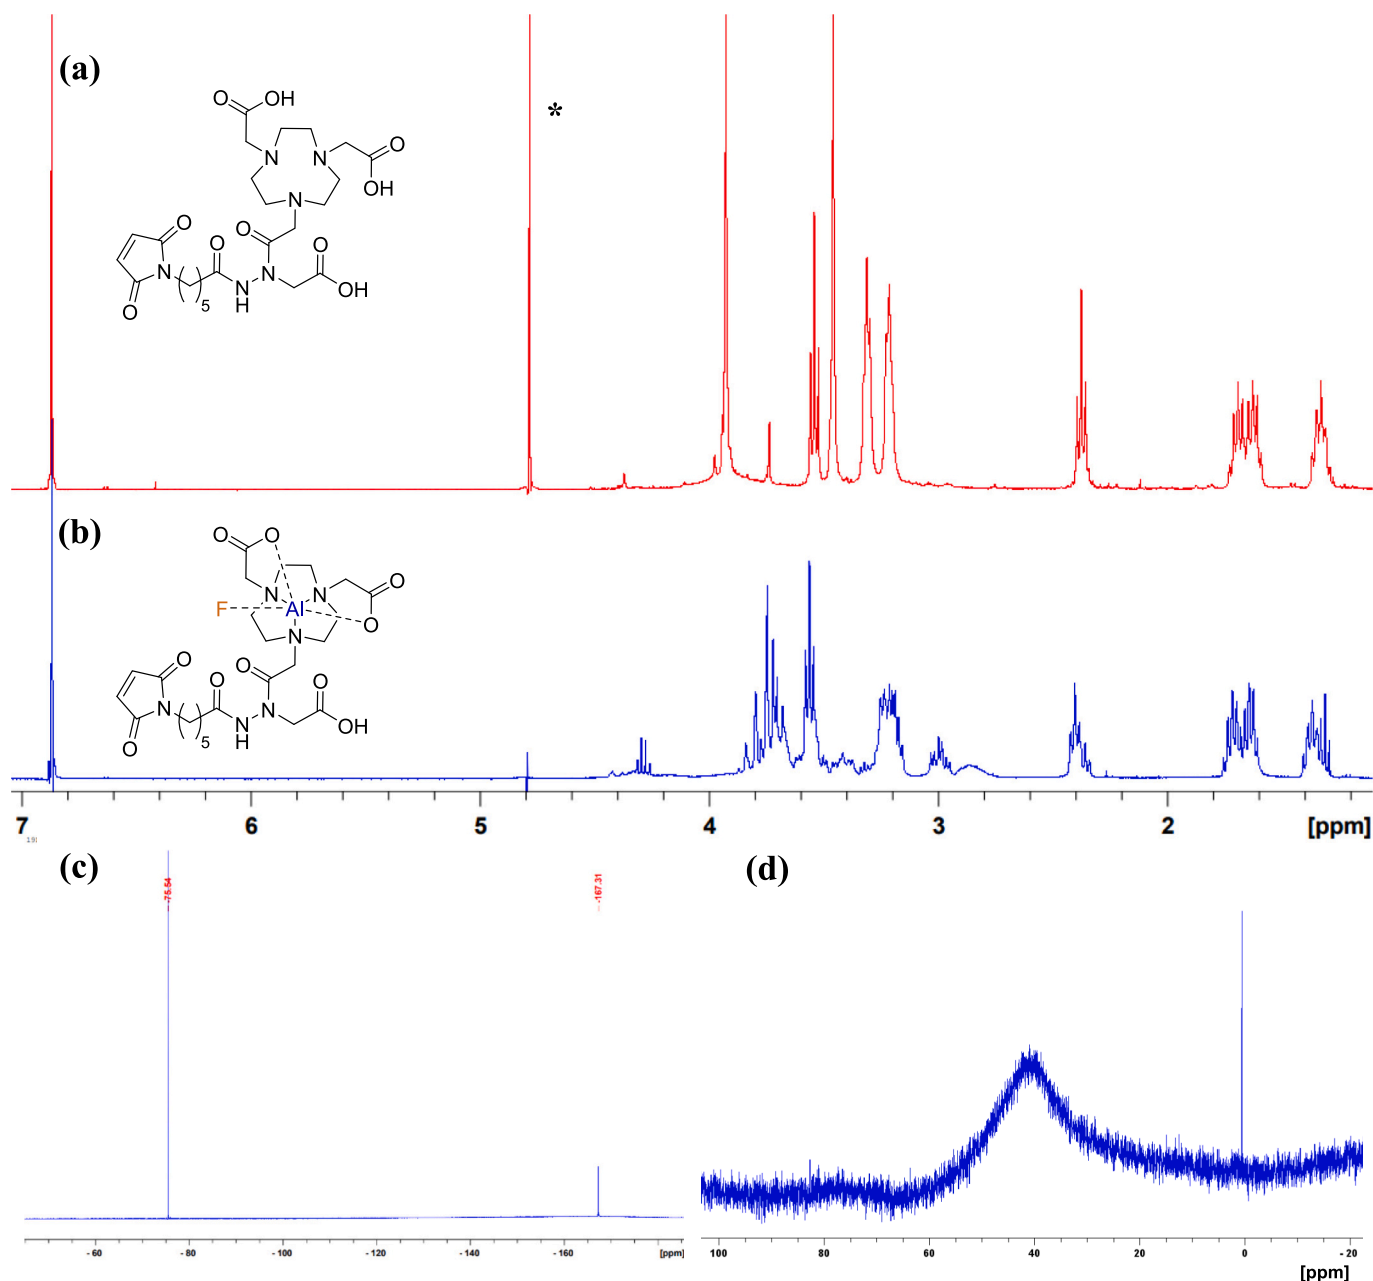 (a)
*
O OH
N N O
OH
N
O O O O
N N N OH
O ( )5 H
(b)
O O
N N O
F Al O
N
O O O O
N N N OH
O ( )5 H
7 6 5 4 3 2 [ppm]
(c) (d)
-75.54 -167.31
-60 -80 -100 -120 -140 -160 [ppm]
100 80 60 40 20 0 -20
[ppm]